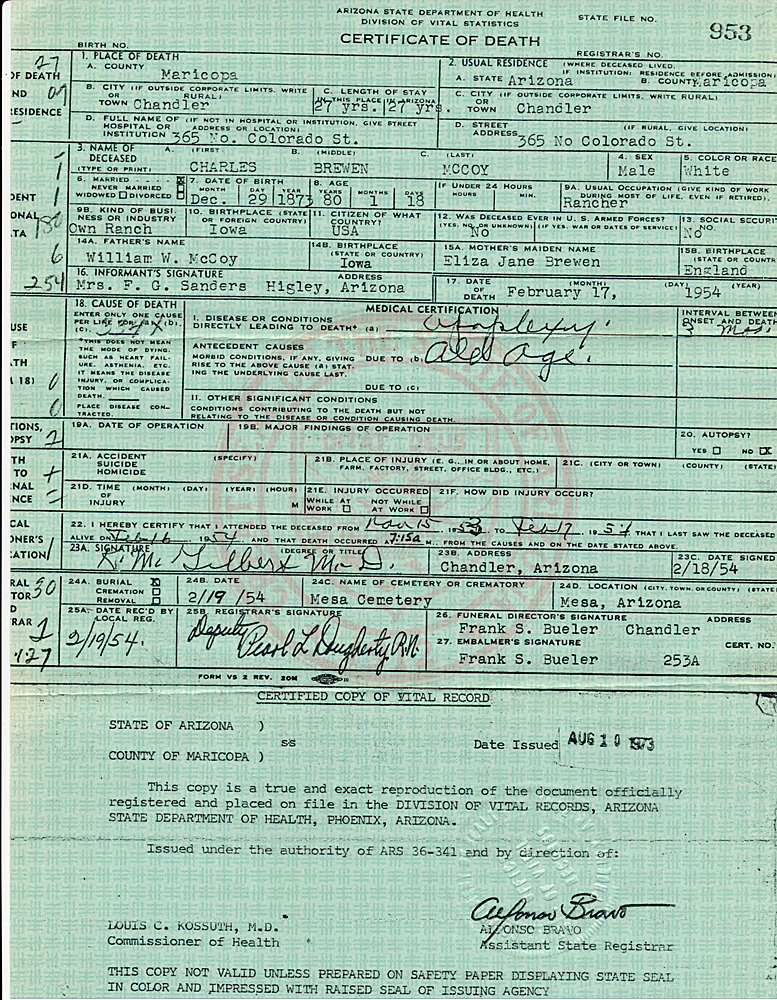 ARIZONA STATE DEPARTMENT OF HEALTH
DIVISION OF VITAL STATISTICS
STATE FILE NO. 953
CERTIFICATE OF DEATH
BIRTH NO.
REGISTRAR'S NO.
1. PLACE OF DEATH
A. COUNTY Maricopa
2. USUAL RESIDENCE (WHERE DECEASED LIVED.
IF INSTITUTION: RESIDENCE BEFORE ADMISSION)
A. STATE Arizona B. COUNTY Maricopa
B. CITY (IF OUTSIDE CORPORATE LIMITS, WRITE RURAL)
OR
TOWN Chandler
C. LENGTH OF STAY
IN THIS PLACE IN ARIZONA
27 yrs. 27 yrs.
C. CITY (IF OUTSIDE CORPORATE LIMITS, WRITE RURAL)
OR
TOWN Chandler
D. FULL NAME OF (IF NOT IN HOSPITAL OR INSTITUTION, GIVE STREET
HOSPITAL OR ADDRESS OR LOCATION)
INSTITUTION 365 No. Colorado St.
D. STREET (IF RURAL, GIVE LOCATION)
ADDRESS 365 No Colorado St.
3. NAME OF DECEASED
(TYPE OR PRINT)
A. (FIRST) B. (MIDDLE) C. (LAST)
CHARLES BREWEN MCCOY
4. SEX
Male
5. COLOR OR RACE
White
6. MARRIED
NEVER MARRIED
WIDOWED DIVORCED
7. DATE OF BIRTH
MONTH DAY YEAR
Dec. 29 1873
8. AGE
YEARS MONTHS DAYS
80 1 18
IF UNDER 24 HOURS
HOURS MIN.
9A. USUAL OCCUPATION (GIVE KIND OF WORK
DURING MOST OF LIFE, EVEN IF RETIRED).
Rancher
9B. KIND OF BUSINESS OR INDUSTRY
Own Ranch
10. BIRTHPLACE (STATE OR FOREIGN COUNTRY)
Iowa
11. CITIZEN OF WHAT COUNTRY?
USA
12. WAS DECEASED EVER IN U. S. ARMED FORCES?
(YES, NO, OR UNKNOWN) (IF YES, WAR OR DATES OF SERVICE)
No
13. SOCIAL SECURI
No
14A. FATHER'S NAME
William W. McCoy
14B. BIRTHPLACE
(STATE OR COUNTRY)
Iowa
15A. MOTHER'S MAIDEN NAME
Eliza Jane Brewen
15B. BIRTHPLACE
(STATE OR COUNTR
England
16. INFORMANT'S SIGNATURE ADDRESS
Mrs. F. G. Sanders Higley, Arizona
17. DATE OF DEATH (MONTH) (DAY) (YEAR)
February 17, 1954
18. CAUSE OF DEATH
ENTER ONLY ONE CAUSE
PER LINE FOR (A), (B), (C).
*THIS DOES NOT MEAN
THE MODE OF DYING,
SUCH AS HEART FAILURE,
ASTHENIA, ETC.
IT MEANS THE DISEASE
INJURY, OR COMPLICATION
WHICH CAUSED
DEATH.
PLACE DISEASE CONTRACTED.
MEDICAL CERTIFICATION
I. DISEASE OR CONDITIONS
DIRECTLY LEADING TO DEATH* (a) apoplexy.
INTERVAL BETWEEN
ONSET AND DEATH
3 Mos.
ANTECEDENT CAUSES
MORBID CONDITIONS, IF ANY, GIVING
RISE TO THE ABOVE CAUSE (a) STATING
THE UNDERLYING CAUSE LAST.
DUE TO (b) Old Age.
DUE TO (c)
II. OTHER SIGNIFICANT CONDITIONS
CONDITIONS CONTRIBUTING TO THE DEATH BUT NOT
RELATING TO THE DISEASE OR CONDITION CAUSING DEATH.
19A. DATE OF OPERATION
19B. MAJOR FINDINGS OF OPERATION
20. AUTOPSY?
YES NO X
21A. ACCIDENT (SPECIFY)
SUICIDE
HOMICIDE
21B. PLACE OF INJURY (E. G., IN OR ABOUT HOME,
FARM, FACTORY, STREET, OFFICE BLDG., ETC.)
21C. (CITY OR TOWN) (COUNTY) (STATE)
21D. TIME (MONTH) (DAY) (YEAR) (HOUR)
OF
INJURY M
21E. INJURY OCCURRED
WHILE AT WORK NOT WHILE AT WORK
21F. HOW DID INJURY OCCUR?
22. I HEREBY CERTIFY THAT I ATTENDED THE DECEASED FROM Nov 15 1953, TO Feb 17 1954 THAT I LAST SAW THE DECEASED
ALIVE ON Feb 16 1954 AND THAT DEATH OCCURRED AT 7:15a M. FROM THE CAUSES AND ON THE DATE STATED ABOVE.
23A. SIGNATURE (DEGREE OR TITLE)
K. M. Gilbert M.D.
23B. ADDRESS
Chandler, Arizona
23C. DATE SIGNED
2/18/54
24A. BURIAL X
CREMATION
REMOVAL
24B. DATE
2/19 /54
24C. NAME OF CEMETERY OR CREMATORY
Mesa Cemetery
24D. LOCATION (CITY, TOWN, OR COUNTY) (STATE)
Mesa, Arizona
25A. DATE REC'D BY LOCAL REG.
2/19/54.
25B. REGISTRAR'S SIGNATURE
Deputy Pearl L Dougherty R.N.
26. FUNERAL DIRECTOR'S SIGNATURE ADDRESS
Frank S. Bueler Chandler
27. EMBALMER'S SIGNATURE CERT. NO.
Frank S. Bueler 253A
FORM VS 2 REV. 20M
CERTIFIED COPY OF VITAL RECORD
STATE OF ARIZONA )
ss
COUNTY OF MARICOPA )
Date Issued AUG 10 1973
This copy is a true and exact reproduction of the document officially
registered and placed on file in the DIVISION OF VITAL RECORDS, ARIZONA
STATE DEPARTMENT OF HEALTH, PHOENIX, ARIZONA.
Issued under the authority of ARS 36-341 and by direction of:
Alfonso Bravo
LOUIS C. KOSSUTH, M.D.
Commissioner of Health
ALFONSO BRAVO
Assistant State Registrar
THIS COPY NOT VALID UNLESS PREPARED ON SAFETY PAPER DISPLAYING STATE SEAL
IN COLOR AND IMPRESSED WITH RAISED SEAL OF ISSUING AGENCY